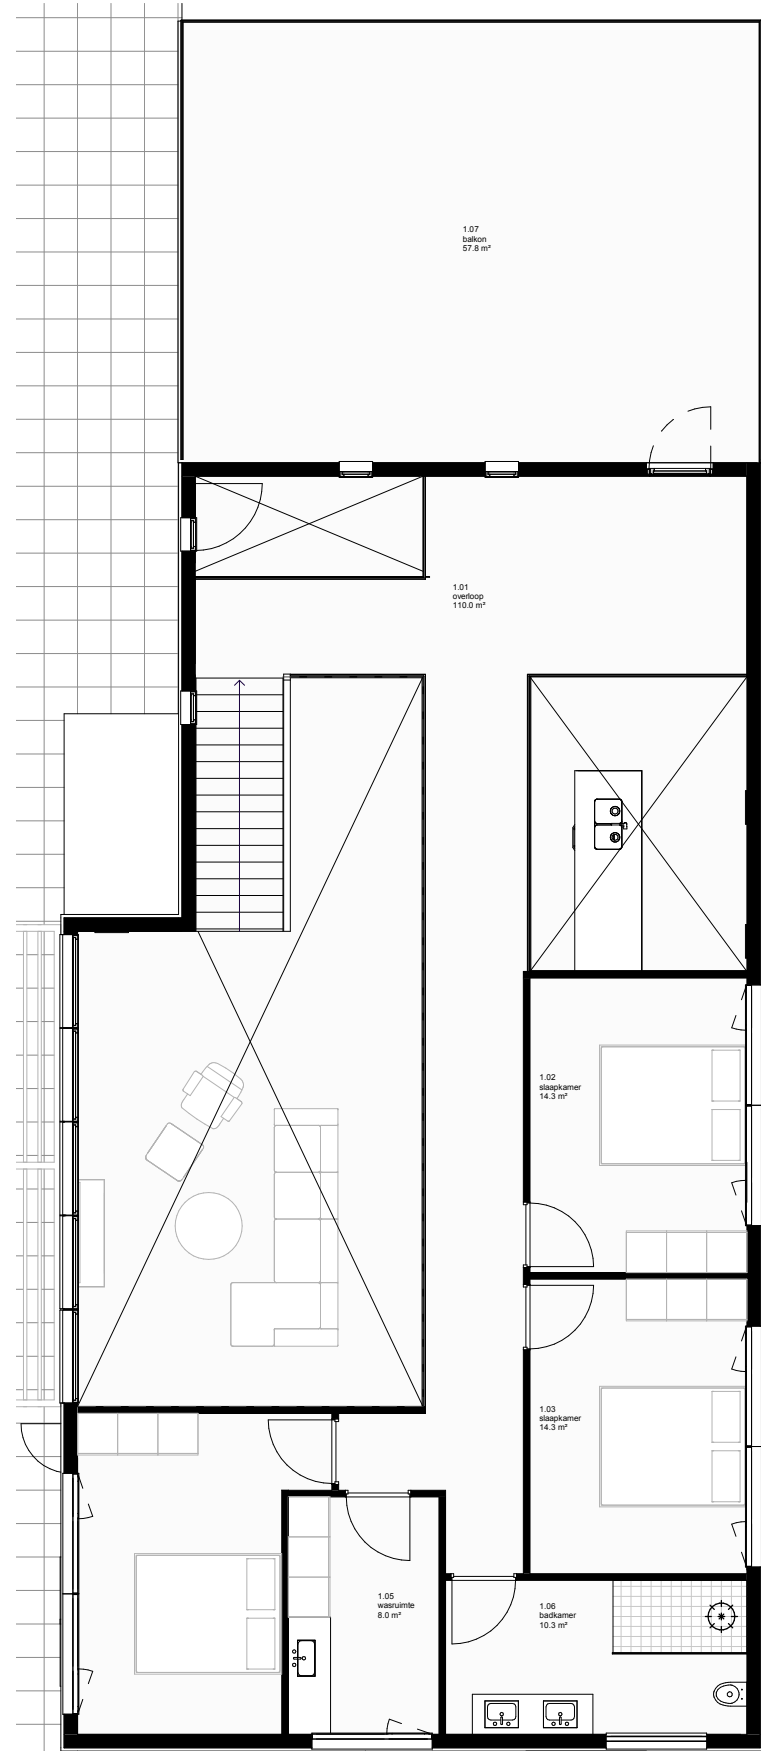 1.07
balkon
57.8 m²
1.01
overloop
110.0 m²
1.02
slaapkamer
14.3 m²
1.03
slaapkamer
14.3 m²
1.05
wasruimte
8.0 m²
1.06
badkamer
10.3 m²